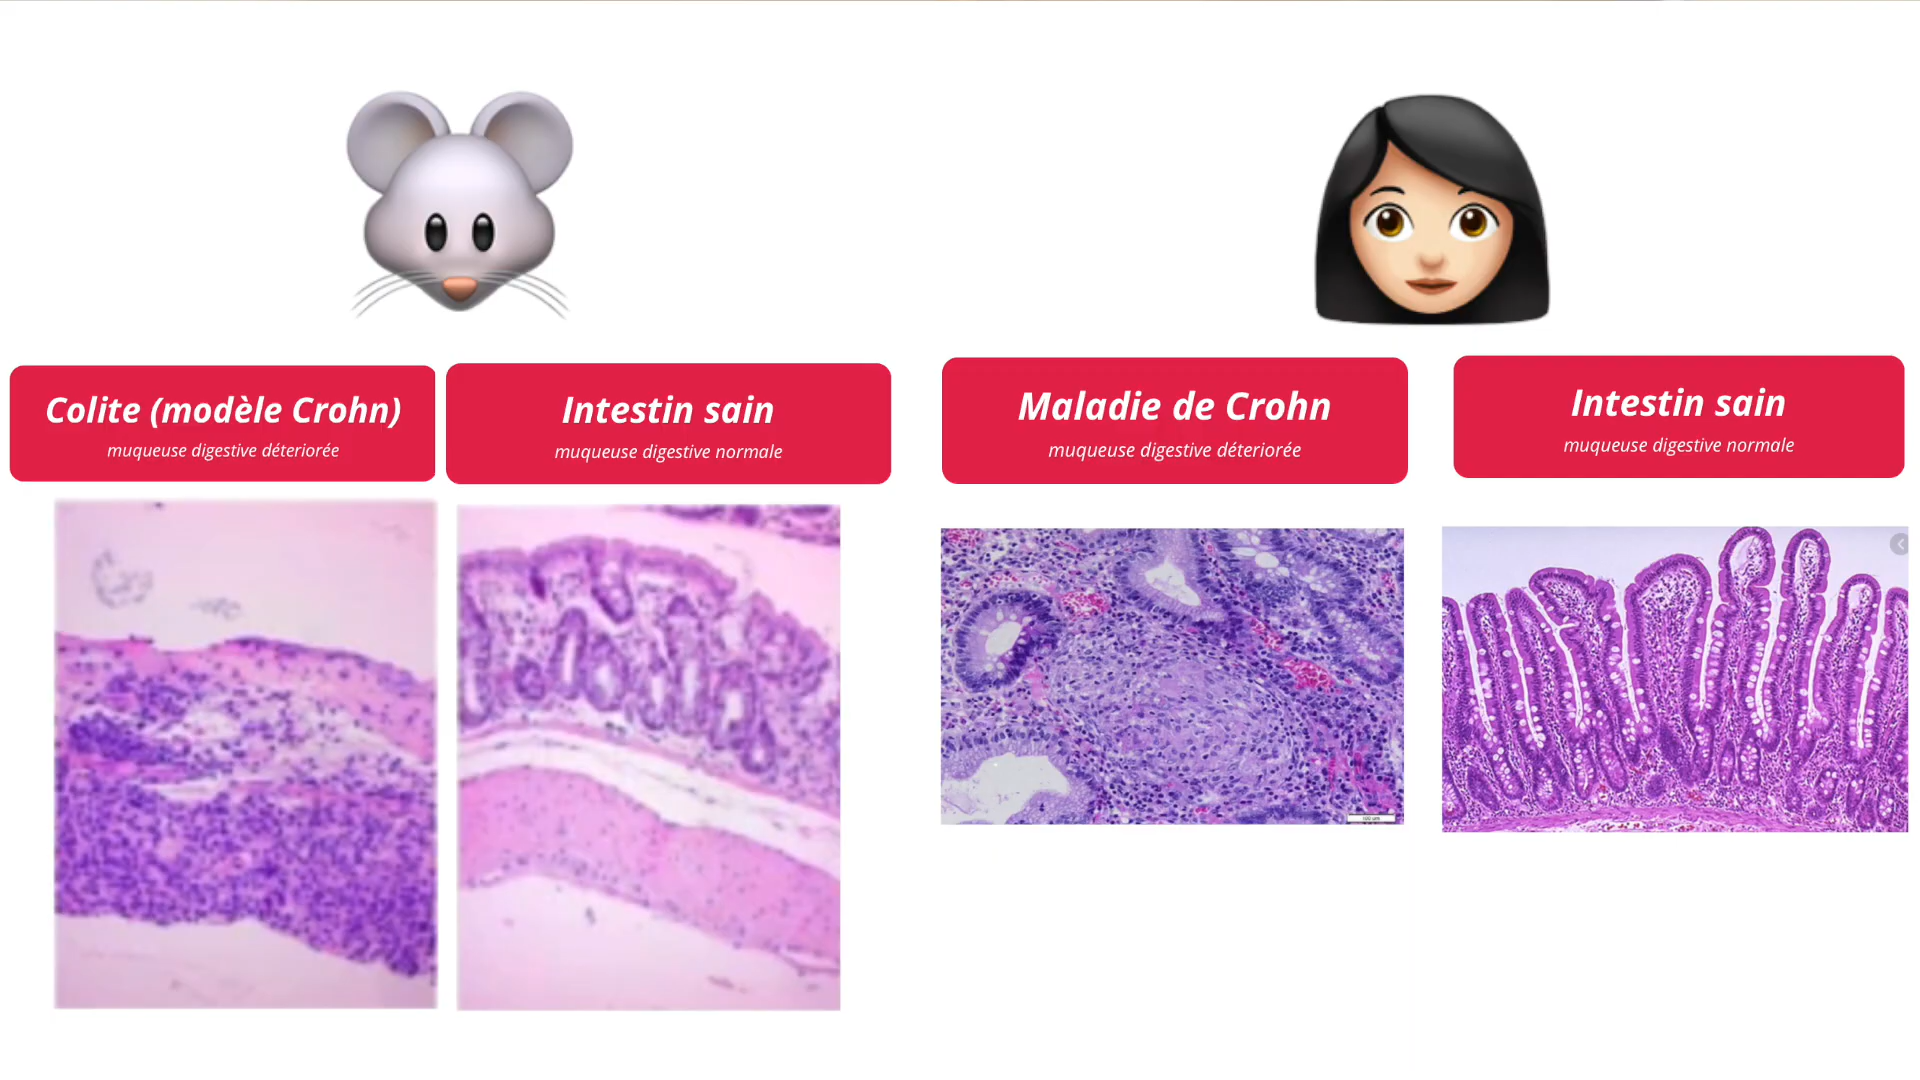 Colite (modèle Crohn)
muqueuse digestive déteriorée
Intestin sain
muqueuse digestive normale
Maladie de Crohn
muqueuse digestive déteriorée
Intestin sain
muqueuse digestive normale